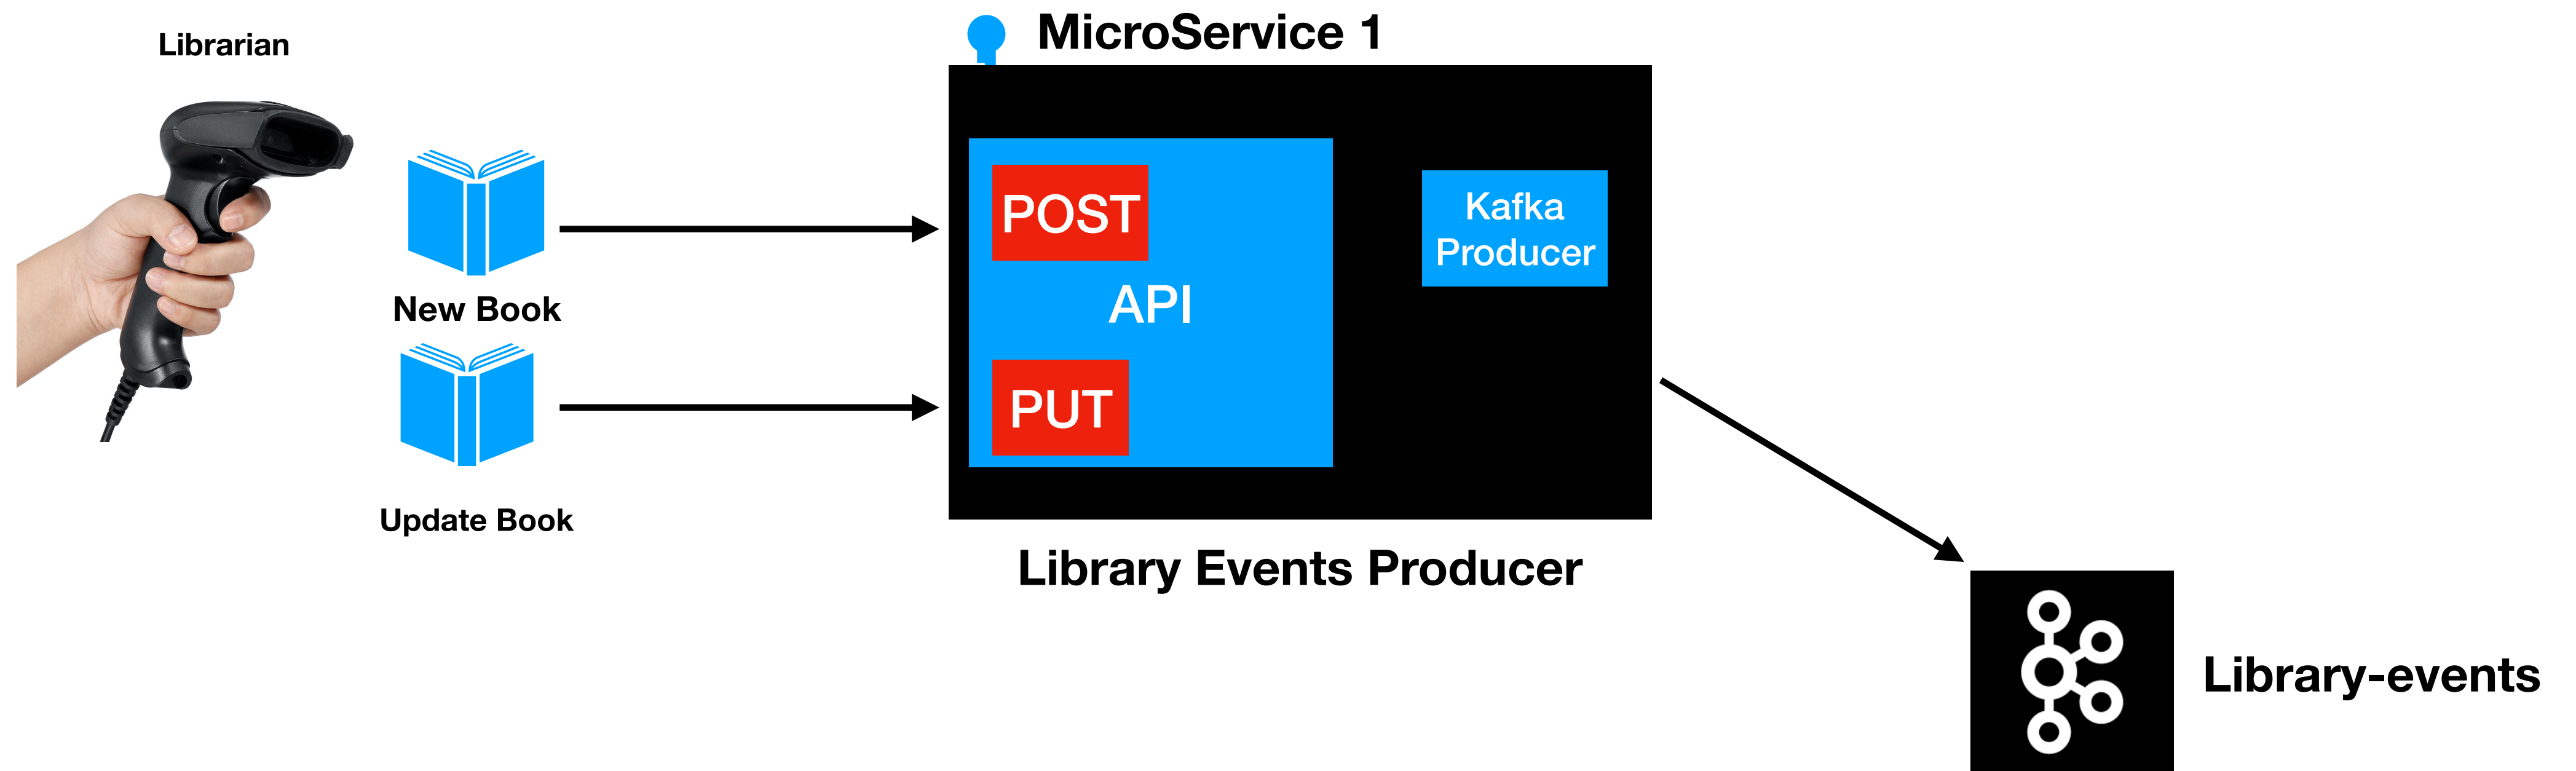 Librarian
New Book
Update Book
MicroService 1
POST
API
PUT
Kafka
Producer
Library Events Producer
Library-events